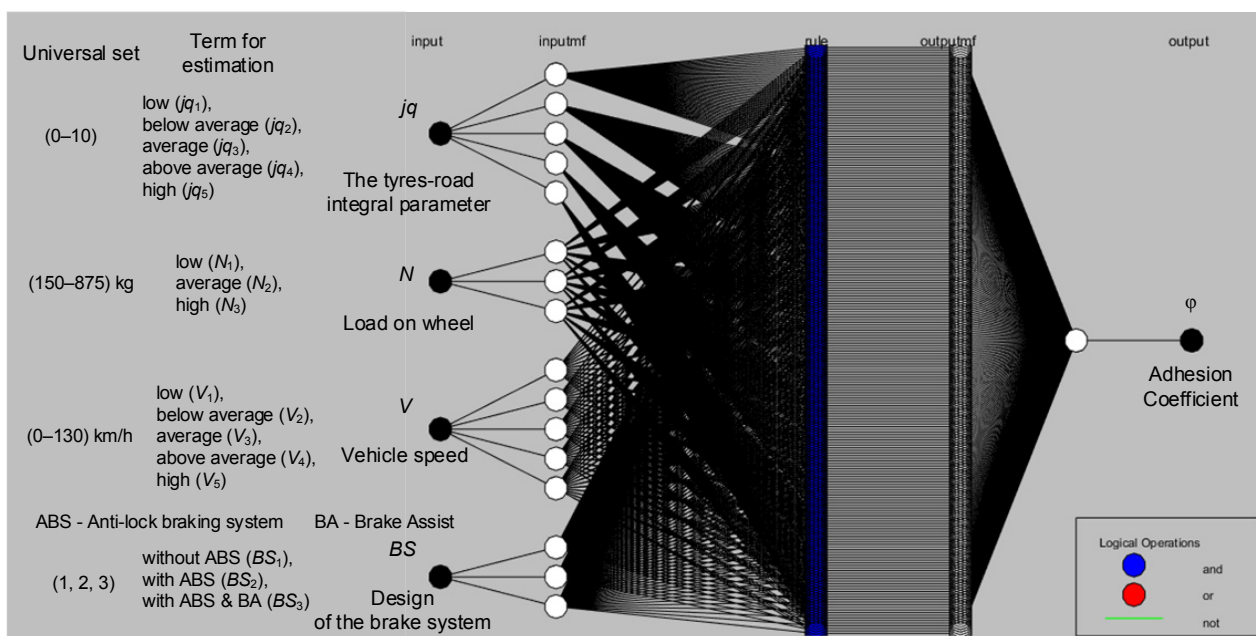 Universal set
Term for
estimation
input
inputmf
rule
outputmf
output
(0–10)
low (jq₁),
below average (jq₂),
average (jq₃),
above average (jq₄),
high (jq₅)
jq
The tyres-road
integral parameter
(150–875) kg
low (N₁),
average (N₂),
high (N₃)
N
Load on wheel
(0–130) km/h
low (V₁),
below average (V₂),
average (V₃),
above average (V₄),
high (V₅)
V
Vehicle speed
ABS - Anti-lock braking system
BA - Brake Assist
(1, 2, 3)
without ABS (BS₁),
with ABS (BS₂),
with ABS & BA (BS₃)
BS
Design
of the brake system
φ
Adhesion
Coefficient
Logical Operations
and
or
not